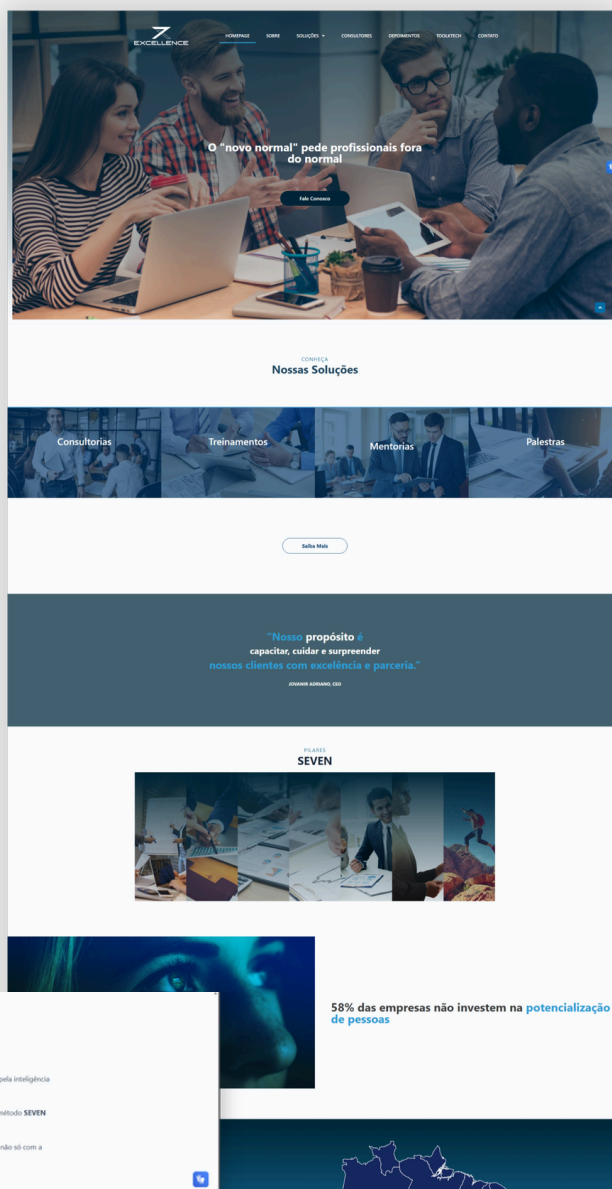 EXCELLENCE
HOMEPAGE SOBRE SOLUÇÕES CONSULTORES DEPOIMENTOS TOOLKTECH CONTATO
O "novo normal" pede profissionais fora
do normal
Fale Conosco
CONHEÇA
Nossas Soluções
Consultorias Treinamentos Mentorias Palestras
Saiba Mais
"Nosso propósito é
capacitar, cuidar e surpreender
nossos clientes com excelência e parceria."
JOVANIR ADRIANO, CEO
PILARES
SEVEN
58% das empresas não investem na potencialização
de pessoas
pela inteligência
método SEVEN
não só com a